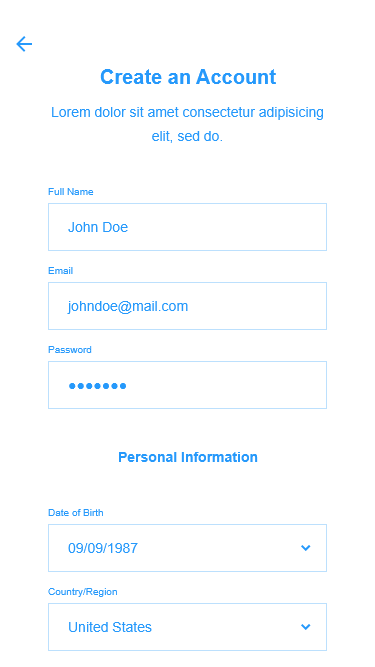 Create an Account
Lorem dolor sit amet consectetur adipisicing
elit, sed do.
Full Name
John Doe
Email
johndoe@mail.com
Password
●●●●●●●
Personal Information
Date of Birth
09/09/1987
Country/Region
United States